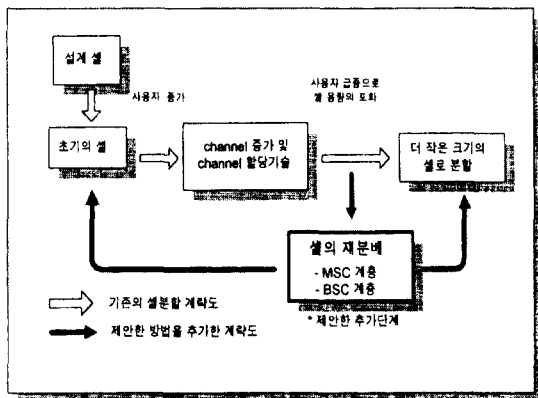 설계 셀
사용자 증가
사용자 급증으로
셀 용량의 포화
초기의 셀
channel 증가 및
channel 할당기술
더 작은 크기의
셀로 분할
셀의 재분배
- MSC 계층
- BSC 계층
* 제안한 추가단계
기존의 셀분할 계략도
제안한 방법을 추가한 계략도